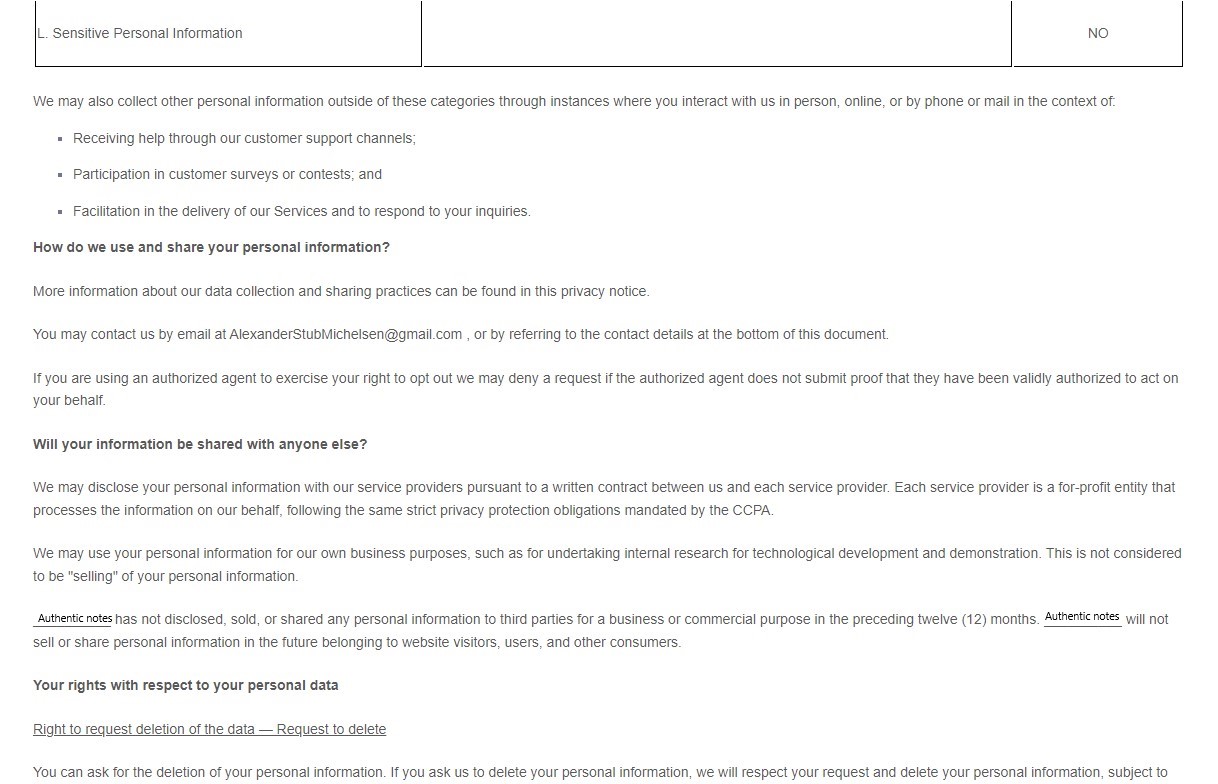 L. Sensitive Personal Information NO
We may also collect other personal information outside of these categories through instances where you interact with us in person, online, or by phone or mail in the context of:
▪ Receiving help through our customer support channels;
▪ Participation in customer surveys or contests; and
▪ Facilitation in the delivery of our Services and to respond to your inquiries.
How do we use and share your personal information?
More information about our data collection and sharing practices can be found in this privacy notice.
You may contact us by email at AlexanderStubMichelsen@gmail.com , or by referring to the contact details at the bottom of this document.
If you are using an authorized agent to exercise your right to opt out we may deny a request if the authorized agent does not submit proof that they have been validly authorized to act on
your behalf.
Will your information be shared with anyone else?
We may disclose your personal information with our service providers pursuant to a written contract between us and each service provider. Each service provider is a for-profit entity that
processes the information on our behalf, following the same strict privacy protection obligations mandated by the CCPA.
We may use your personal information for our own business purposes, such as for undertaking internal research for technological development and demonstration. This is not considered
to be "selling" of your personal information.
Authentic notes has not disclosed, sold, or shared any personal information to third parties for a business or commercial purpose in the preceding twelve (12) months. Authentic notes will not
sell or share personal information in the future belonging to website visitors, users, and other consumers.
Your rights with respect to your personal data
Right to request deletion of the data — Request to delete
You can ask for the deletion of your personal information. If you ask us to delete your personal information, we will respect your request and delete your personal information, subject to